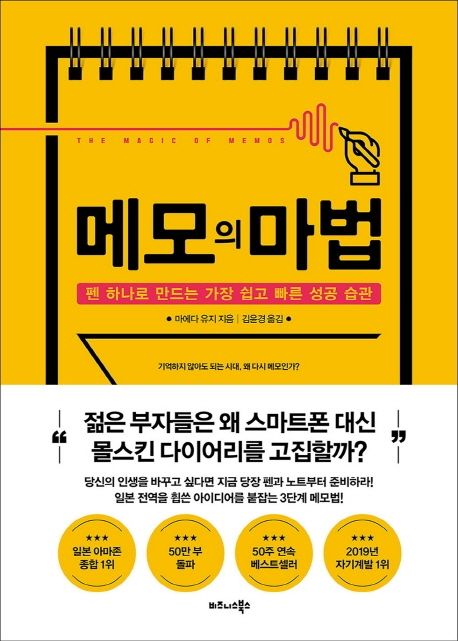 THE MAGIC OF MEMOS
메모의 마법
펜 하나로 만드는 가장 쉽고 빠른 성공 습관
● 마에다 유지 지음 | 김윤경 옮김 ●
기억하지 않아도 되는 시대, 왜 다시 메모인가?
“ 젊은 부자들은 왜 스마트폰 대신
몰스킨 다이어리를 고집할까? ”
당신의 인생을 바꾸고 싶다면 지금 당장 펜과 노트부터 준비하라!
일본 전역을 휩쓴 아이디어를 붙잡는 3단계 메모법!
★★★
일본 아마존
종합 1위
★★★
50만 부
돌파
★★★
50주 연속
베스트셀러
★★★
2019년
자기계발 1위
비즈니스북스